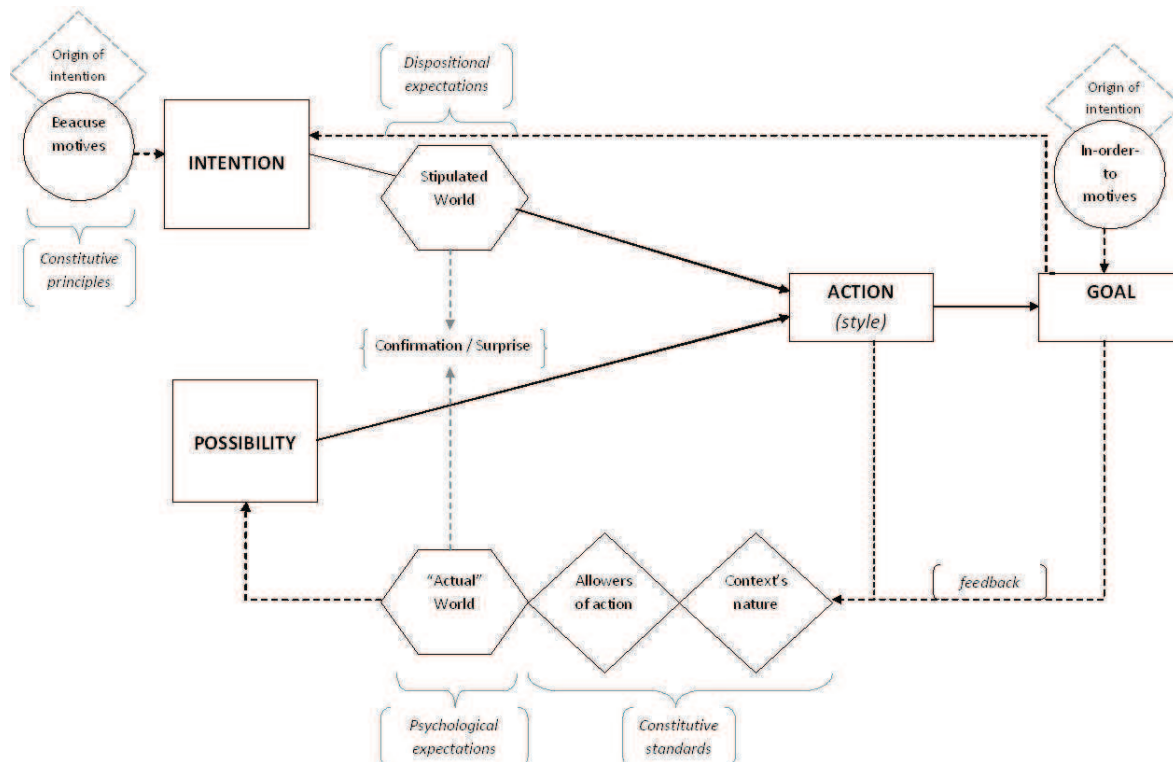 Origin of
intention
Beacuse
motives
Constitutive
principles
INTENTION
Dispositional
expectations
Stipulated
World
Confirmation / Surprise
Origin of
intention
In-order-
to
motives
ACTION
(style)
GOAL
POSSIBILITY
"Actual"
World
Allowers
of action
Context's
nature
feedback
Psychological
expectations
Constitutive
standards